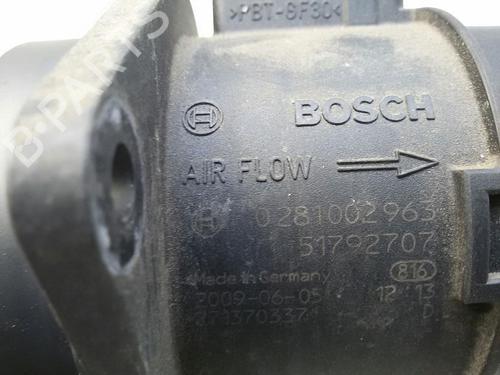 >PBT-GF30<
BOSCH
AIR FLOW
0 281 002 963
51792707
Made in Germany
816
2009-06-05 12 13
271370337 D.
B-PARTS